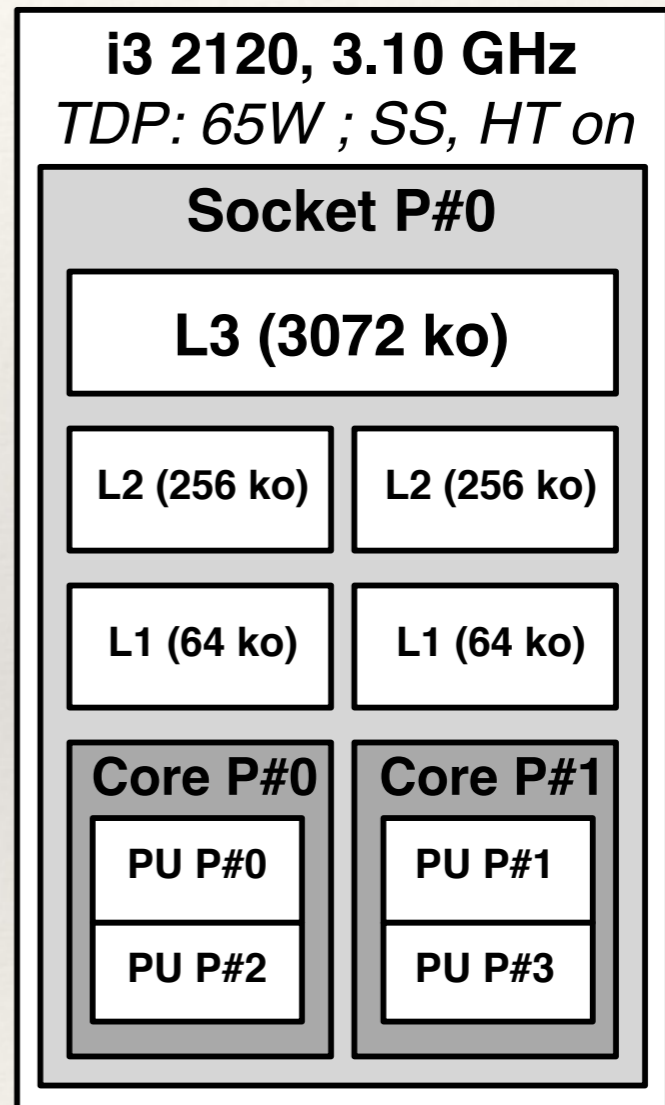 i3 2120, 3.10 GHz
TDP: 65W ; SS, HT on
Socket P#0
L3 (3072 ko)
L2 (256 ko) L2 (256 ko)
L1 (64 ko) L1 (64 ko)
Core P#0 Core P#1
PU P#0 PU P#1
PU P#2 PU P#3